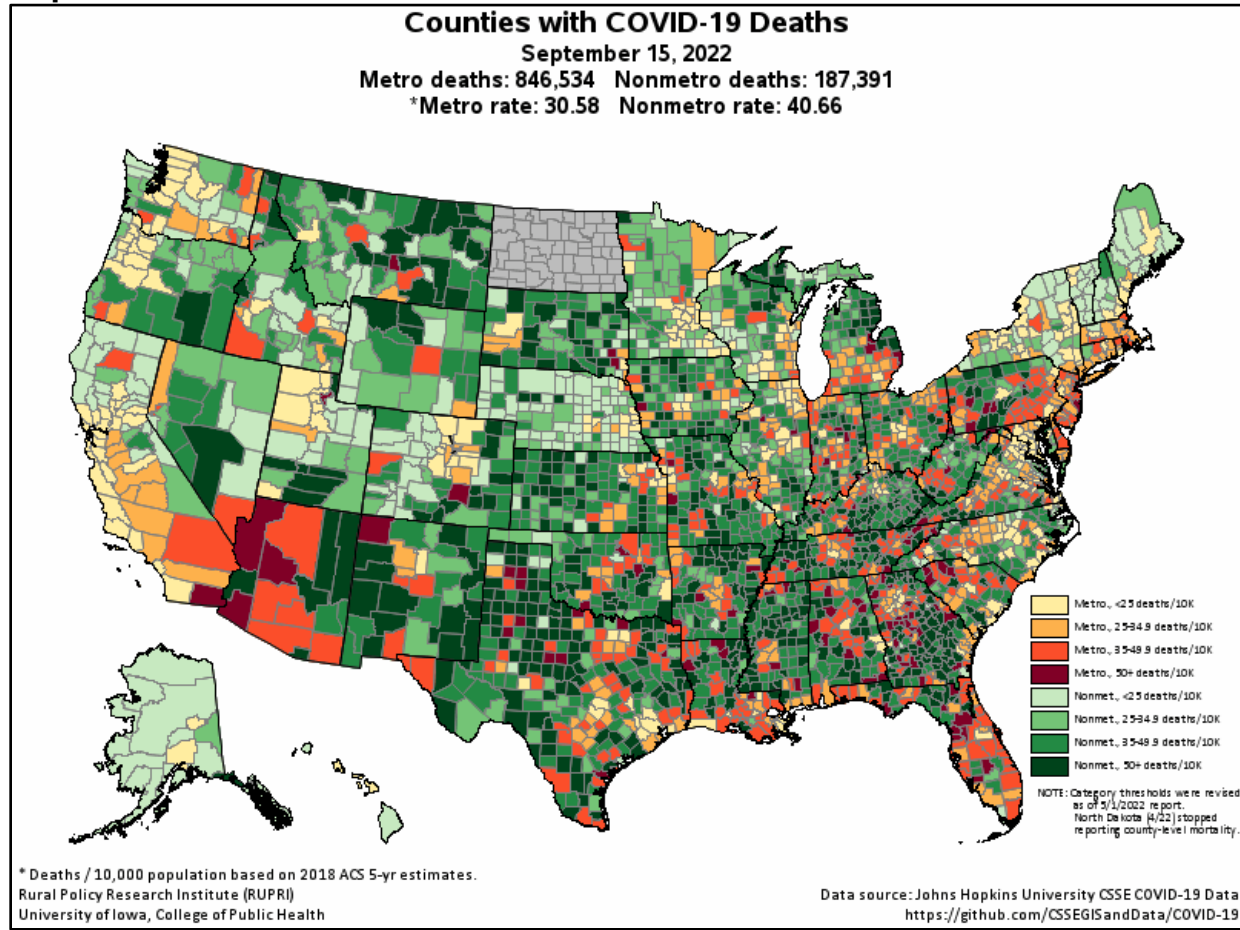 Counties with COVID-19 Deaths
September 15, 2022
Metro deaths: 846,534 Nonmetro deaths: 187,391
*Metro rate: 30.58 Nonmetro rate: 40.66
Metro., <25 deaths/10K
Metro., 25-34.9 deaths/10K
Metro., 35-49.9 deaths/10K
Metro., 50+ deaths/10K
Nonmet., <25 deaths/10K
Nonmet., 25-34.9 deaths/10K
Nonmet., 35-49.9 deaths/10K
Nonmet., 50+ deaths/10K
NOTE: Category thresholds were revised
as of 5/1/2022 report.
North Dakota (4/22) stopped
reporting county-level mortality.
* Deaths / 10,000 population based on 2018 ACS 5-yr estimates.
Rural Policy Research Institute (RUPRI)
University of Iowa, College of Public Health
Data source: Johns Hopkins University CSSE COVID-19 Data
https://github.com/CSSEGISandData/COVID-19